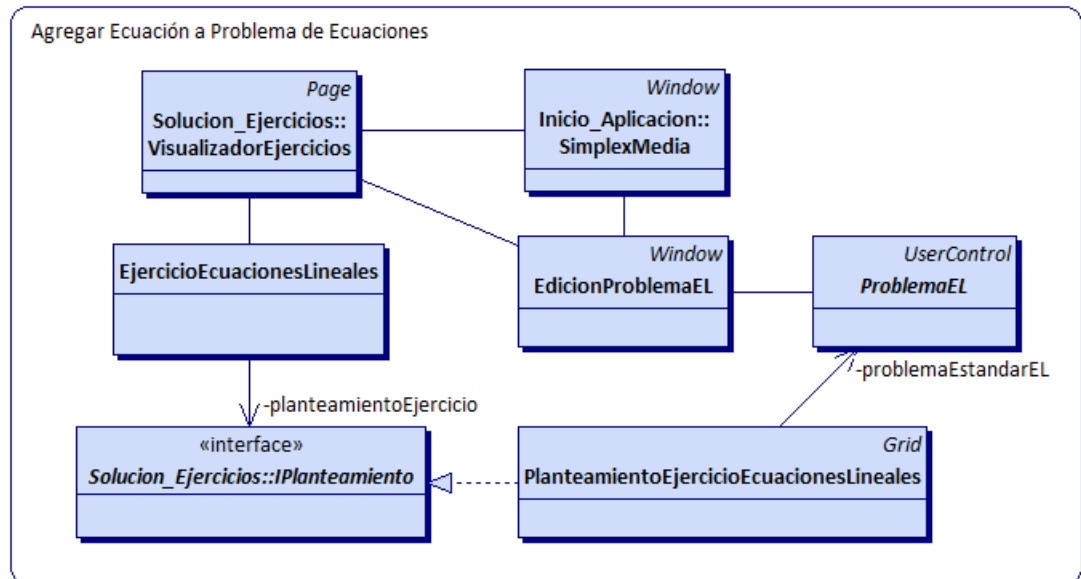 Agregar Ecuación a Problema de Ecuaciones
Page
Solucion_Ejercicios::
VisualizadorEjercicios
Window
Inicio_Aplicacion::
SimplexMedia
EjercicioEcuacionesLineales
Window
EdicionProblemaEL
UserControl
ProblemaEL
-problemaEstandarEL
-planteamientoEjercicio
«interface»
Solucion_Ejercicios::IPlanteamiento
Grid
PlanteamientoEjercicioEcuacionesLineales